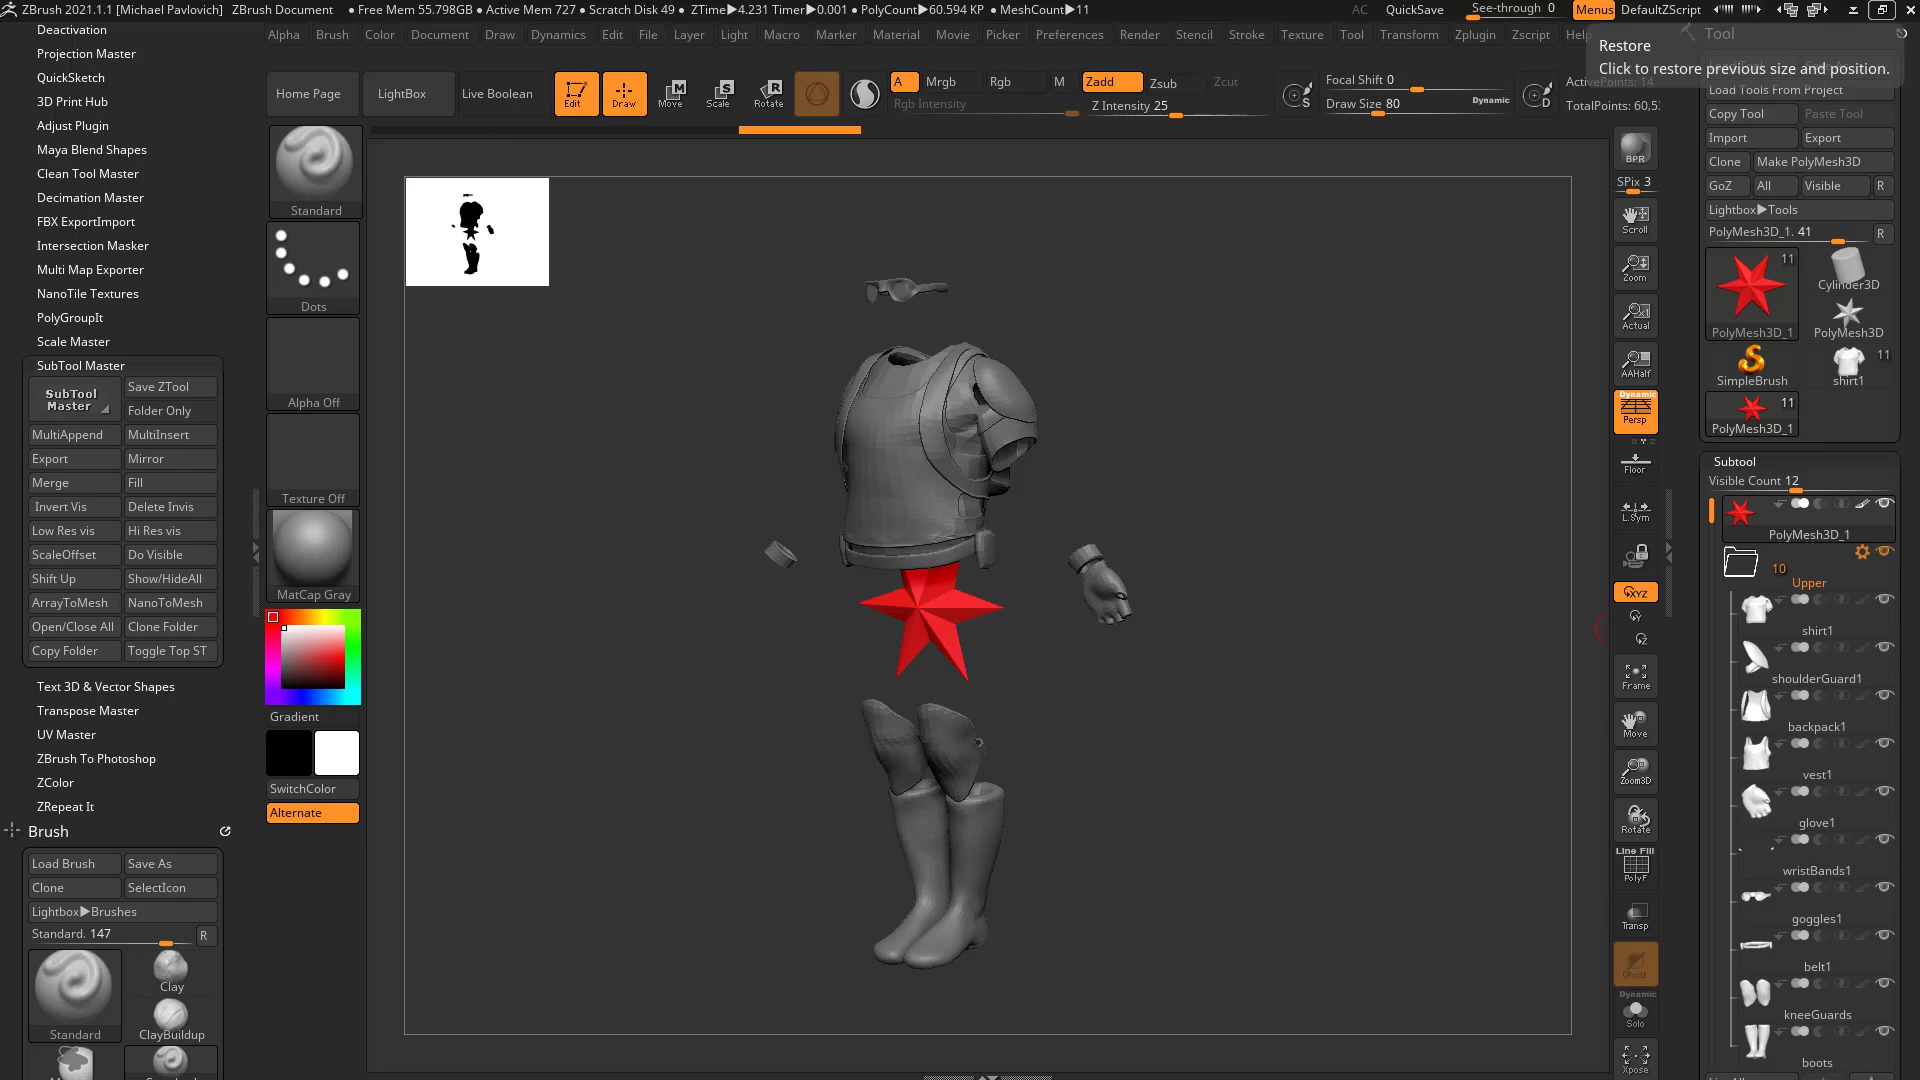 ZBrush 2021.1.1 [Michael Pavlovich] ZBrush Document • Free Mem 55.798GB • Active Mem 727 • Scratch Disk 49 • ZTime▶4.231 Timer▶0.001 • PolyCount▶60.594 KP • MeshCount▶11 AC QuickSave See-through 0 Menus DefaultZScript
Alpha Brush Color Document Draw Dynamics Edit File Layer Light Macro Marker Material Movie Picker Preferences Render Stencil Stroke Texture Tool Transform Zplugin Zscript Help
Restore
Click to restore previous size and position.
Deactivation
Projection Master
QuickSketch
3D Print Hub
Adjust Plugin
Maya Blend Shapes
Clean Tool Master
Decimation Master
FBX ExportImport
Intersection Masker
Multi Map Exporter
NanoTile Textures
PolyGroupIt
Scale Master
SubTool Master
SubTool Master
Save ZTool
Folder Only
MultiAppend MultiInsert
Export Mirror
Merge Fill
Invert Vis Delete Invis
Low Res vis Hi Res vis
ScaleOffset Do Visible
Shift Up Show/HideAll
ArrayToMesh NanoToMesh
Open/Close All Clone Folder
Copy Folder Toggle Top ST
Text 3D & Vector Shapes
Transpose Master
UV Master
ZBrush To Photoshop
ZColor
ZRepeat It
Brush
Load Brush Save As
Clone SelectIcon
Lightbox▶Brushes
Standard. 147 R
Clay
Standard ClayBuildup
Home Page LightBox Live Boolean Edit Draw Move Scale Rotate
A Mrgb Rgb M Zadd Zsub Zcut
Rgb Intensity Z Intensity 25
S Focal Shift 0
Draw Size 80 Dynamic
D ActivePoints: 14
TotalPoints: 60,5
Standard
Dots
Alpha Off
Texture Off
MatCap Gray
Gradient
SwitchColor
Alternate
BPR
SPix 3
Scroll
Zoom
Actual
AAHalf
Dynamic
Persp
Floor
L.Sym
XYZ
Y
Z
Frame
Move
Zoom3D
Rotate
Line Fill
PolyF
Transp
Ghost
Dynamic
Solo
Xpose
Tool
Load Tools From Project
Copy Tool Paste Tool
Import Export
Clone Make PolyMesh3D
GoZ All Visible R
Lightbox▶Tools
PolyMesh3D_1. 41 R
11
Cylinder3D
PolyMesh3D_1 PolyMesh3D
11
SimpleBrush shirt1
11
PolyMesh3D_1
Subtool
Visible Count 12
PolyMesh3D_1
10
Upper
shirt1
shoulderGuard1
backpack1
vest1
glove1
wristBands1
goggles1
belt1
kneeGuards
boots